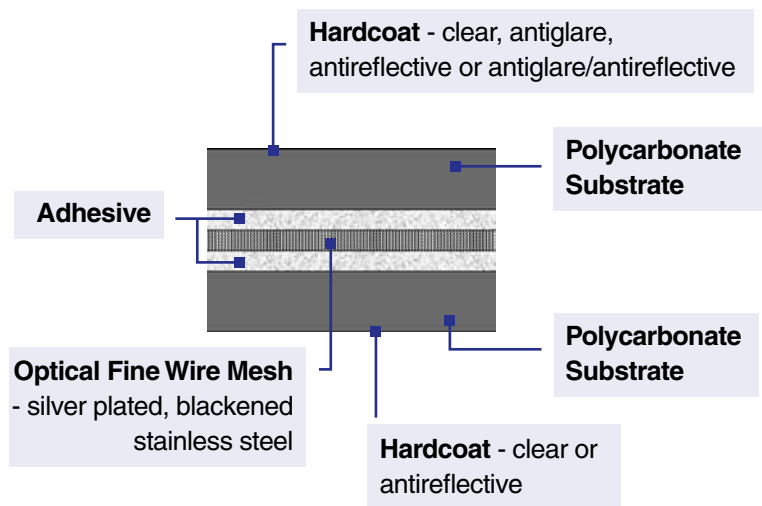 Hardcoat - clear, antiglare,
antireflective or antiglare/antireflective
Polycarbonate
Substrate
Adhesive
Polycarbonate
Substrate
Optical Fine Wire Mesh
- silver plated, blackened
stainless steel
Hardcoat - clear or
antireflective